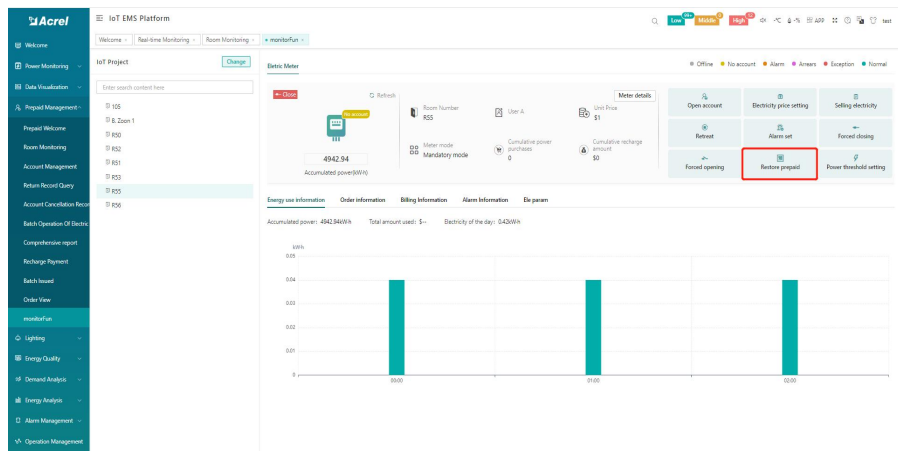 Acrel
IoT EMS Platform
Low 99+ Middle High
-℃ -% APP test
Welcome
Welcome Real-time Monitoring Room Monitoring monitorFun
Power Monitoring
Data Visualization
Prepaid Management
Prepaid Welcome
Room Monitoring
Account Management
Return Record Query
Account Cancellation Recor
Batch Operation Of Electric
Comprehensive report
Recharge Payment
Batch Issued
Order View
monitorFun
Lighting
Energy Quality
Demand Analysis
Energy Analysis
Alarm Management
Operation Management
IoT Project Change
Enter search content here
105
B. Zoon 1
R50
R52
R51
R53
R55
R56
Eletric Meter
Offline No account Alarm Arrears Exception Normal
Close Refresh
No account
4942.94
Accumulated power(kW·h)
Meter details
Room Number
R55
User A
Unit Price
$1
Meter mode
Mandatory mode
Cumulative power purchases
0
Cumulative recharge amount
$0
Open account Electricity price setting Selling electricity
Retreat Alarm set Forced closing
Forced opening Restore prepaid Power threshold setting
Energy use information Order information Billing Information Alarm Information Ele param
Accumulated power: 4942.94kW·h Total amount used: $-- Electricity of the day: 0.42kW·h
kW·h
0.05
0.04
0.03
0.02
0.01
0
00:00 01:00 02:00